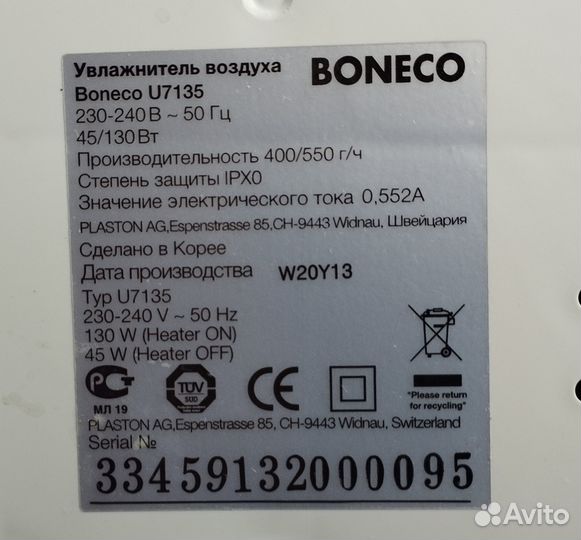 Увлажнитель воздуха
BONECO
Boneco U7135
230-240 В ~ 50 Гц
45/130 Вт
Производительность 400/550 г/ч
Степень защиты IPX0
Значение электрического тока 0,552A
PLASTON AG,Espenstrasse 85,CH-9443 Widnau, Швейцария
Сделано в Корее
Дата производства W20Y13
Тур U7135
230-240 V ~ 50 Hz
130 W (Heater ON)
45 W (Heater OFF)
РСТ
МЛ 19
TÜV
SÜD
CE
"Please return
for recycling"
PLASTON AG,Espenstrasse 85, CH-9443 Widnau, Switzerland
Serial №
33459132000095
Avito